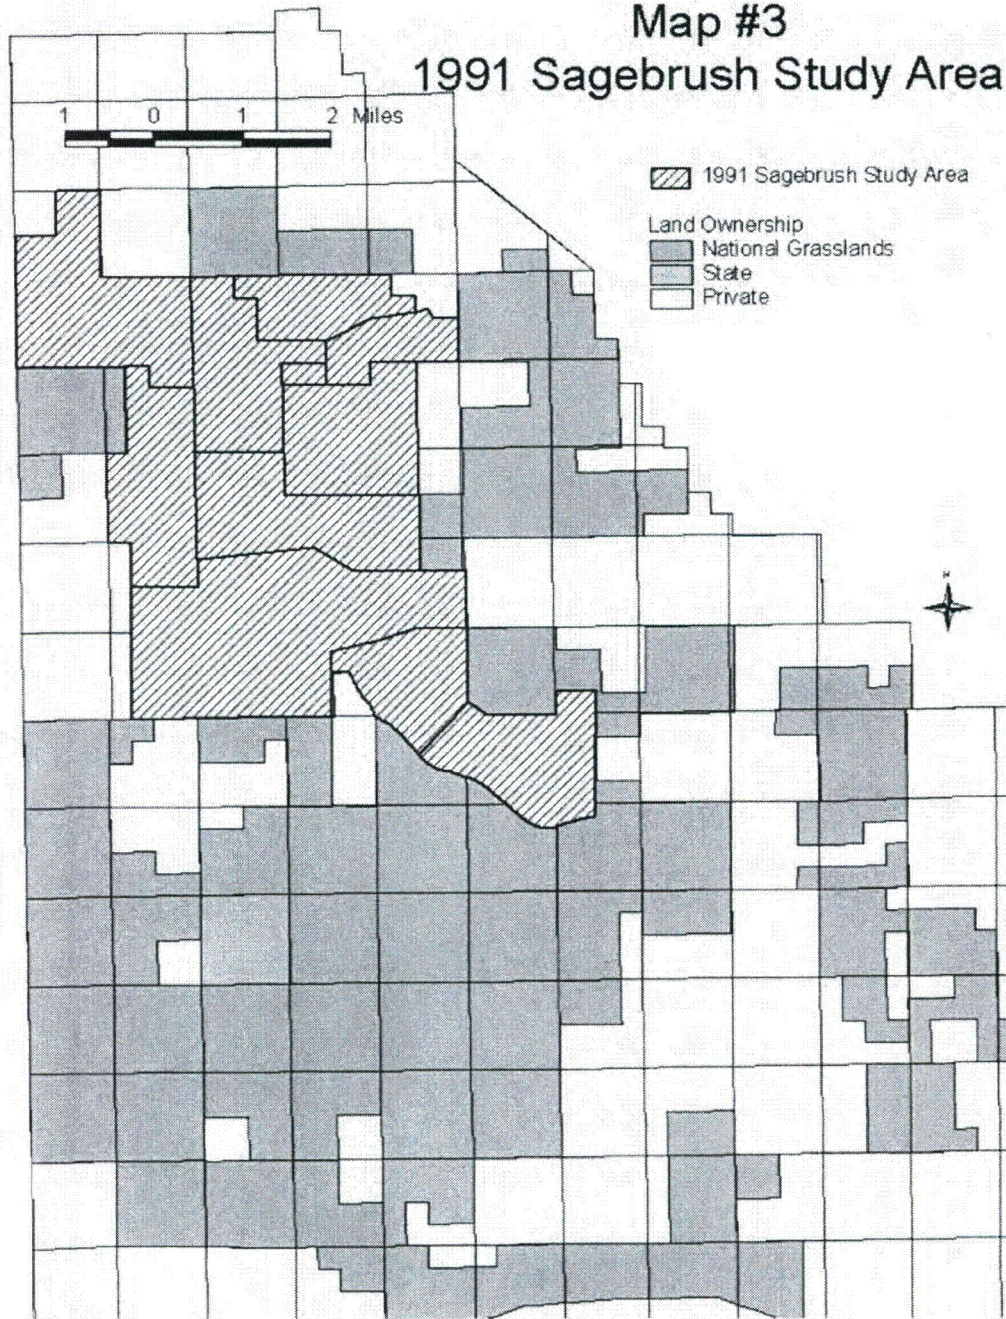 Map #3
1991 Sagebrush Study Area
1 0 1 2 Miles
1991 Sagebrush Study Area
Land Ownership
National Grasslands
State
Private
N